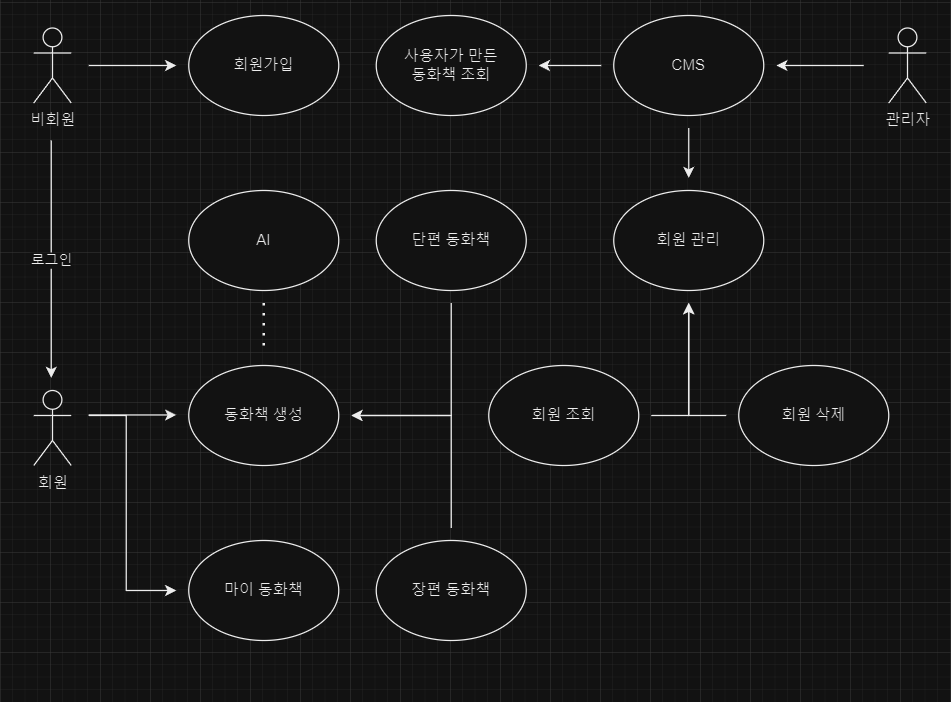 회원가입
사용자가 만든
동화책 조회
CMS
비회원
관리자
AI
단편 동화책
회원 관리
로그인
동화책 생성
회원 조회
회원 삭제
회원
마이 동화책
장편 동화책